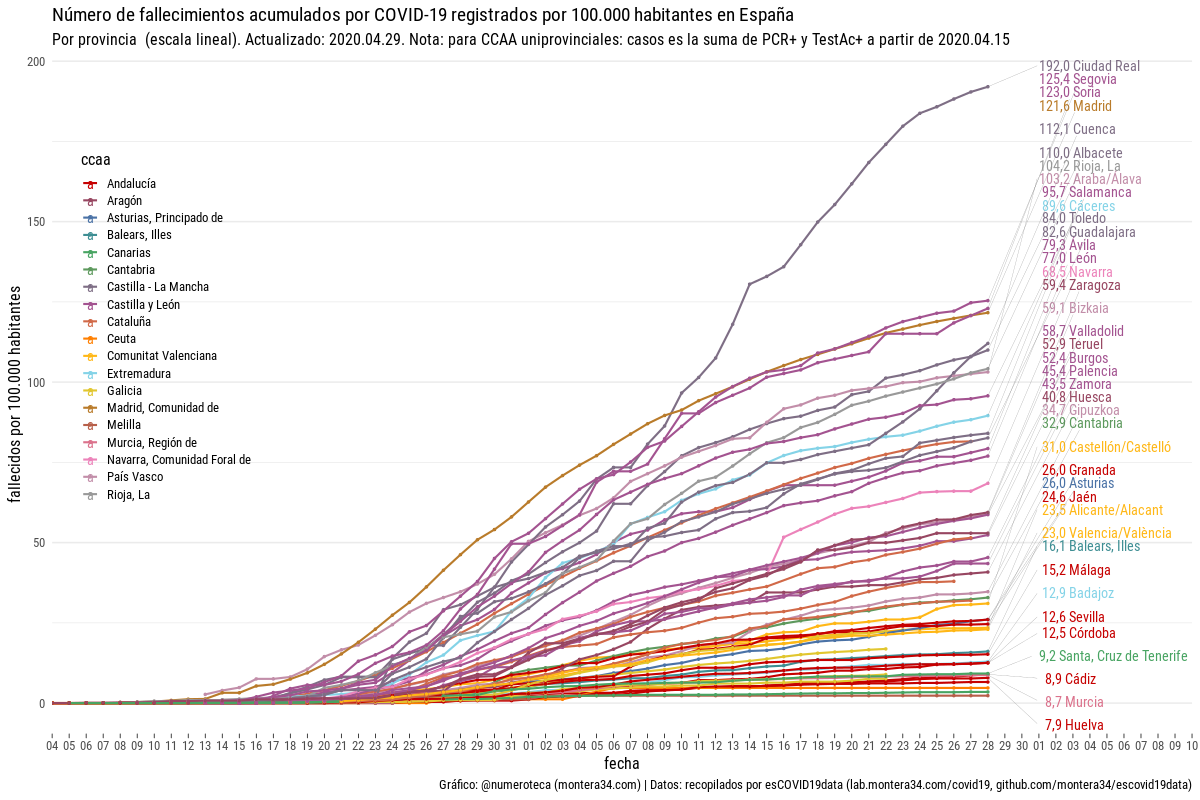 Número de fallecimientos acumulados por COVID-19 registrados por 100.000 habitantes en España
Por provincia  (escala lineal). Actualizado: 2020.04.29. Nota: para CCAA uniprovinciales: casos es la suma de PCR+ y TestAc+ a partir de 2020.04.15
fallecidos por 100.000 habitantes
200
150
100
50
0
ccaa
Andalucía
Aragón
Asturias, Principado de
Balears, Illes
Canarias
Cantabria
Castilla - La Mancha
Castilla y León
Cataluña
Ceuta
Comunitat Valenciana
Extremadura
Galicia
Madrid, Comunidad de
Melilla
Murcia, Región de
Navarra, Comunidad Foral de
País Vasco
Rioja, La
192,0 Ciudad Real
125,4 Segovia
123,0 Soria
121,6 Madrid
112,1 Cuenca
110,0 Albacete
104,2 Rioja, La
103,2 Araba/Álava
95,7 Salamanca
89,6 Cáceres
84,0 Toledo
82,6 Guadalajara
79,3 Ávila
77,0 León
68,5 Navarra
59,4 Zaragoza
59,1 Bizkaia
58,7 Valladolid
52,9 Teruel
52,4 Burgos
45,4 Palencia
43,5 Zamora
40,8 Huesca
34,7 Gipuzkoa
32,9 Cantabria
31,0 Castellón/Castelló
26,0 Granada
26,0 Asturias
24,6 Jaén
23,5 Alicante/Alacant
23,0 Valencia/València
16,1 Balears, Illes
15,2 Málaga
12,9 Badajoz
12,6 Sevilla
12,5 Córdoba
9,2 Santa, Cruz de Tenerife
8,9 Cádiz
8,7 Murcia
7,9 Huelva
04 05 06 07 08 09 10 11 12 13 14 15 16 17 18 19 20 21 22 23 24 25 26 27 28 29 30 31 01 02 03 04 05 06 07 08 09 10 11 12 13 14 15 16 17 18 19 20 21 22 23 24 25 26 27 28 29 30 01 02 03 04 05 06 07 08 09 10
fecha
Gráfico: @numeroteca (montera34.com) | Datos: recopilados por esCOVID19data (lab.montera34.com/covid19, github.com/montera34/escovid19data)